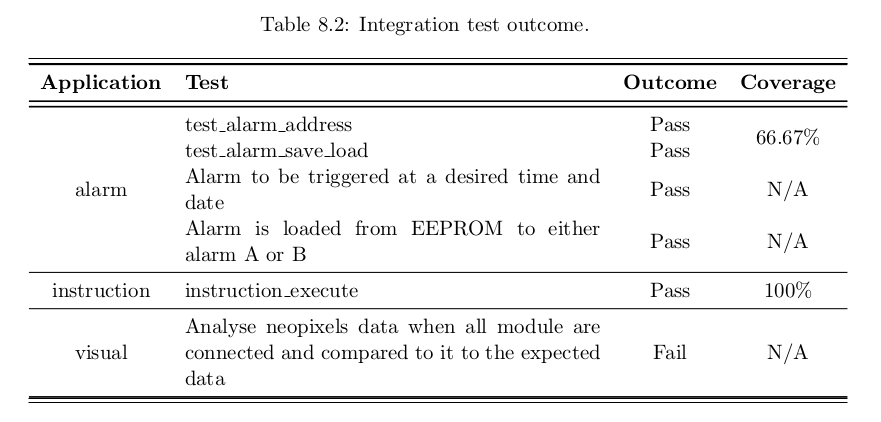 Table 8.2: Integration test outcome.
Application Test Outcome Coverage
test_alarm_address Pass
66.67%
test_alarm_save_load Pass
Alarm to be triggered at a desired time and
alarm Pass N/A
date
Alarm is loaded from EEPROM to either
Pass N/A
alarm A or B
instruction instruction_execute Pass 100%
Analyse neopixels data when all module are
visual connected and compared to it to the expected Fail N/A
data